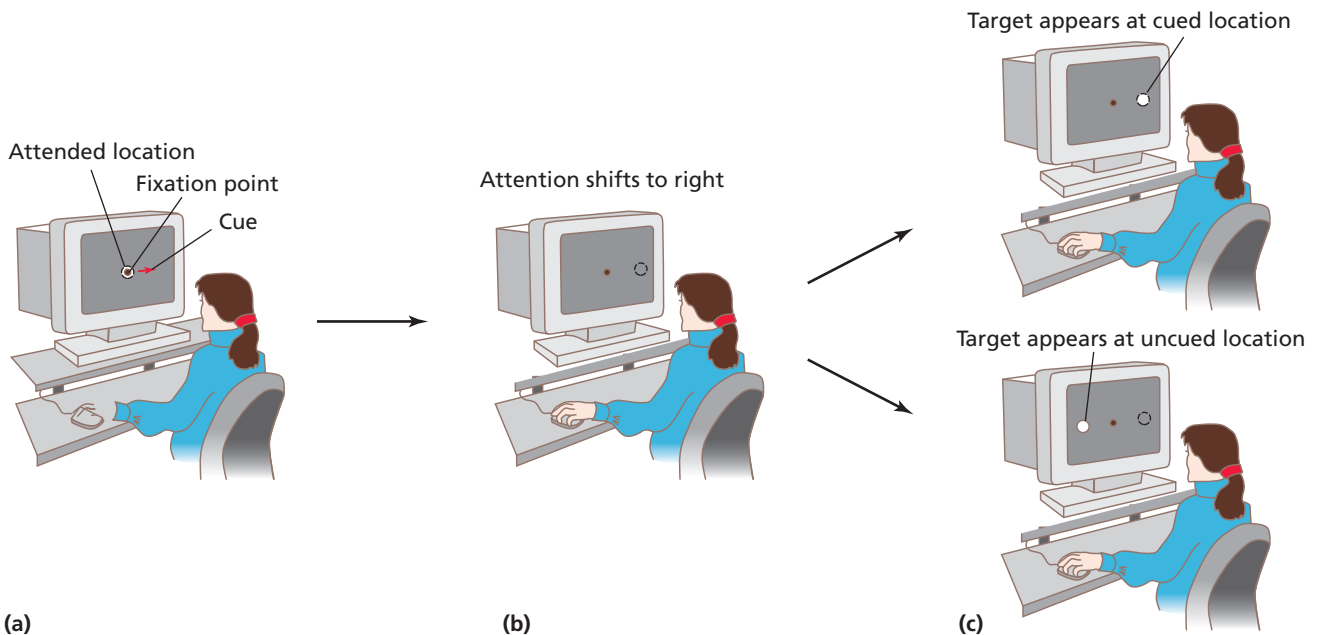 Attended location
Fixation point
Cue
(a)
Attention shifts to right
(b)
Target appears at cued location
Target appears at uncued location
(c)